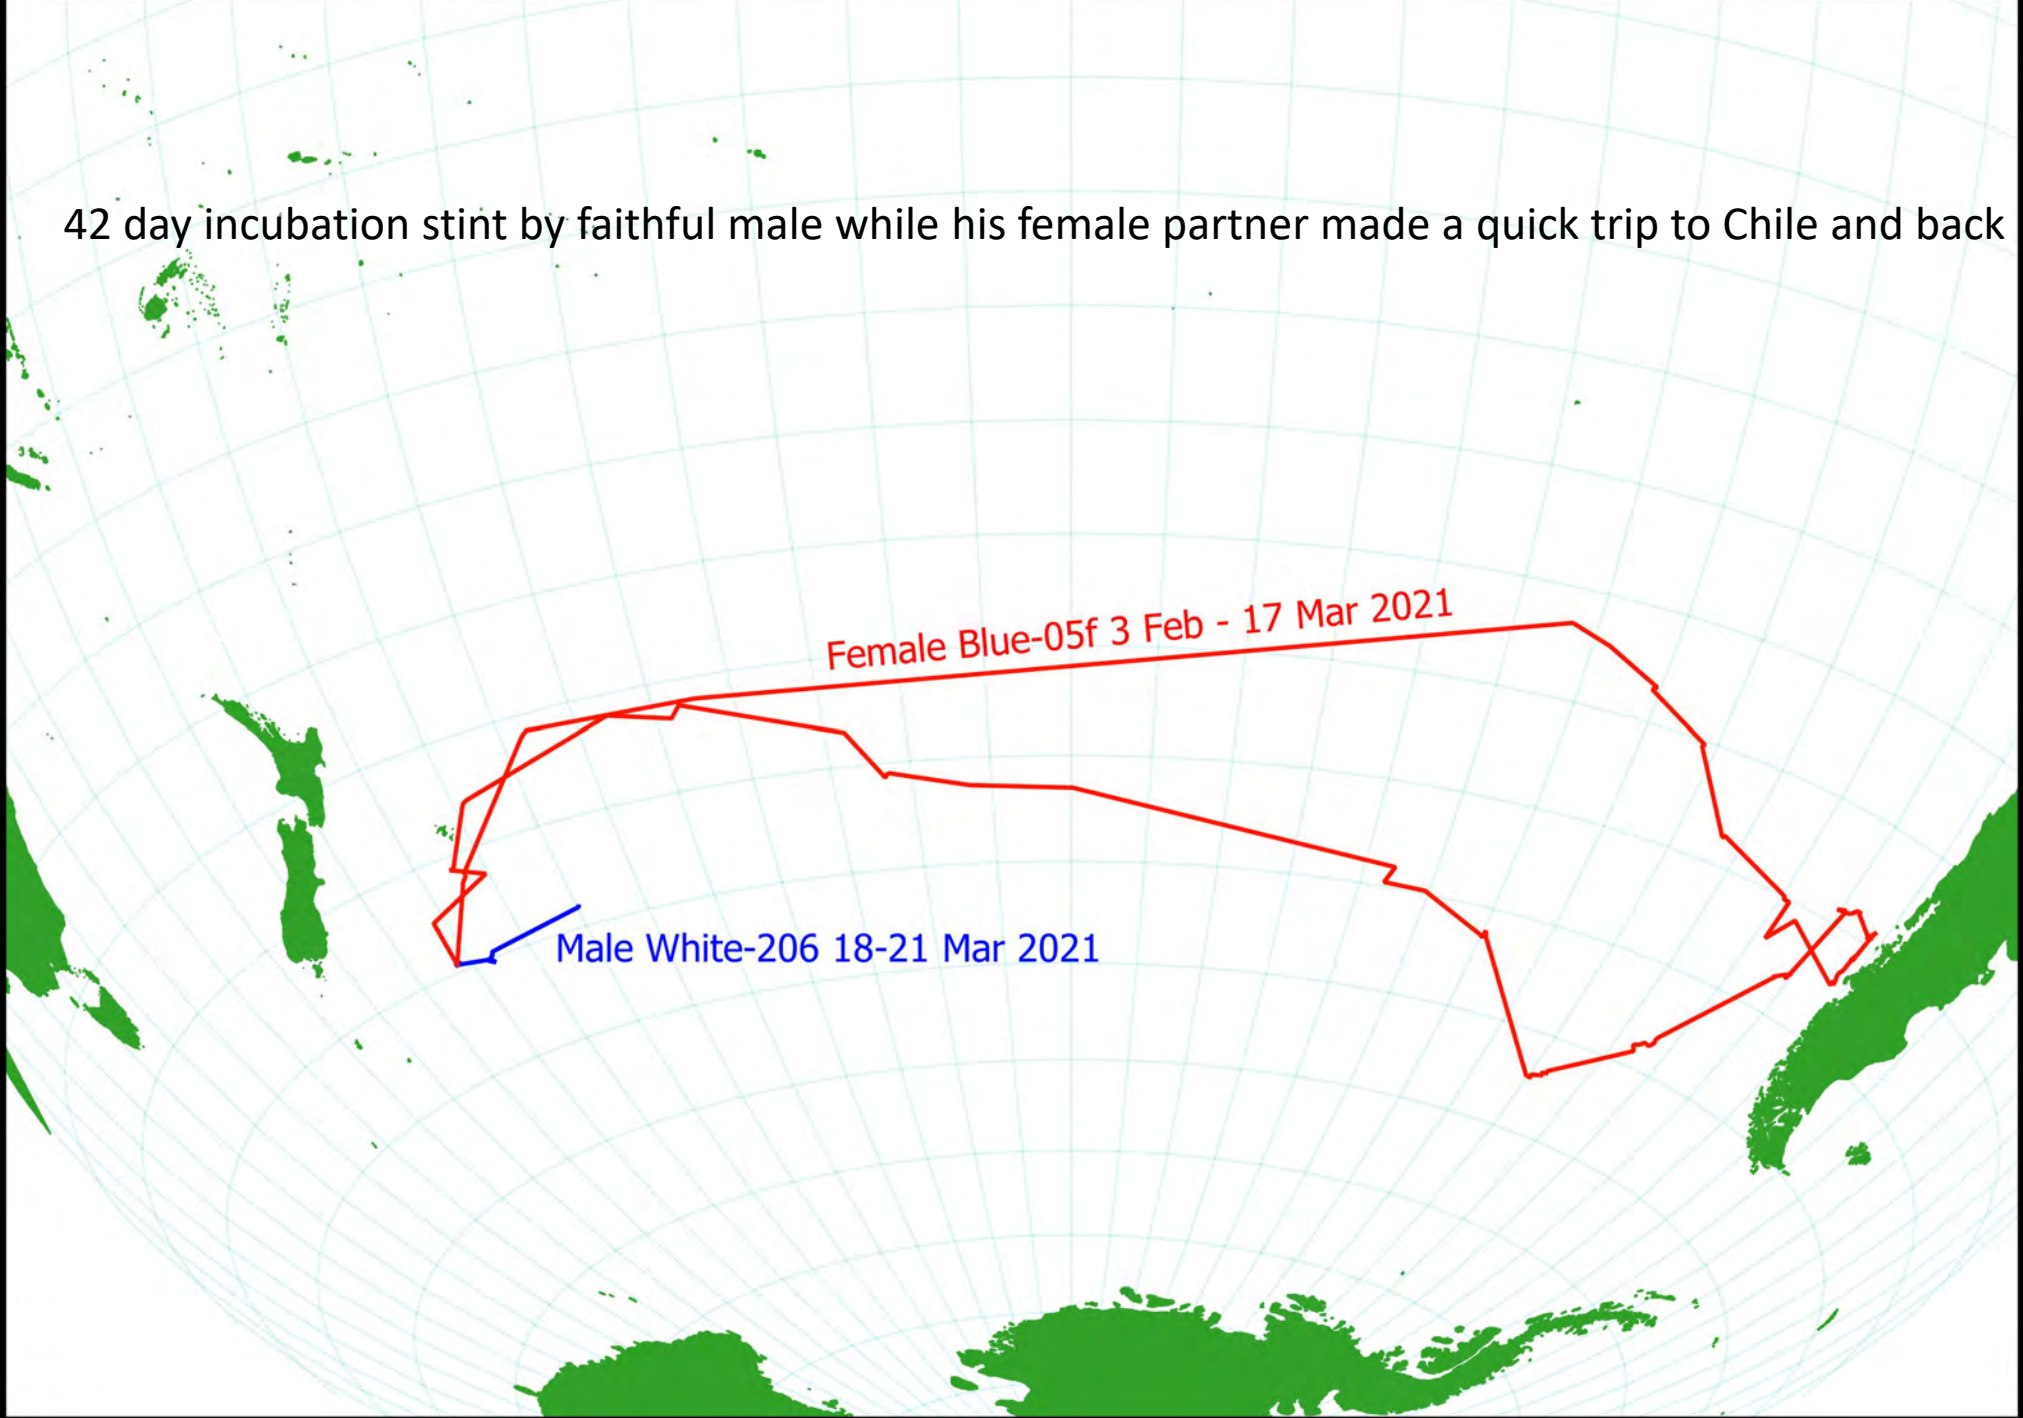 42 day incubation stint by faithful male while his female partner made a quick trip to Chile and back
Female Blue-05f 3 Feb - 17 Mar 2021
Male White-206 18-21 Mar 2021